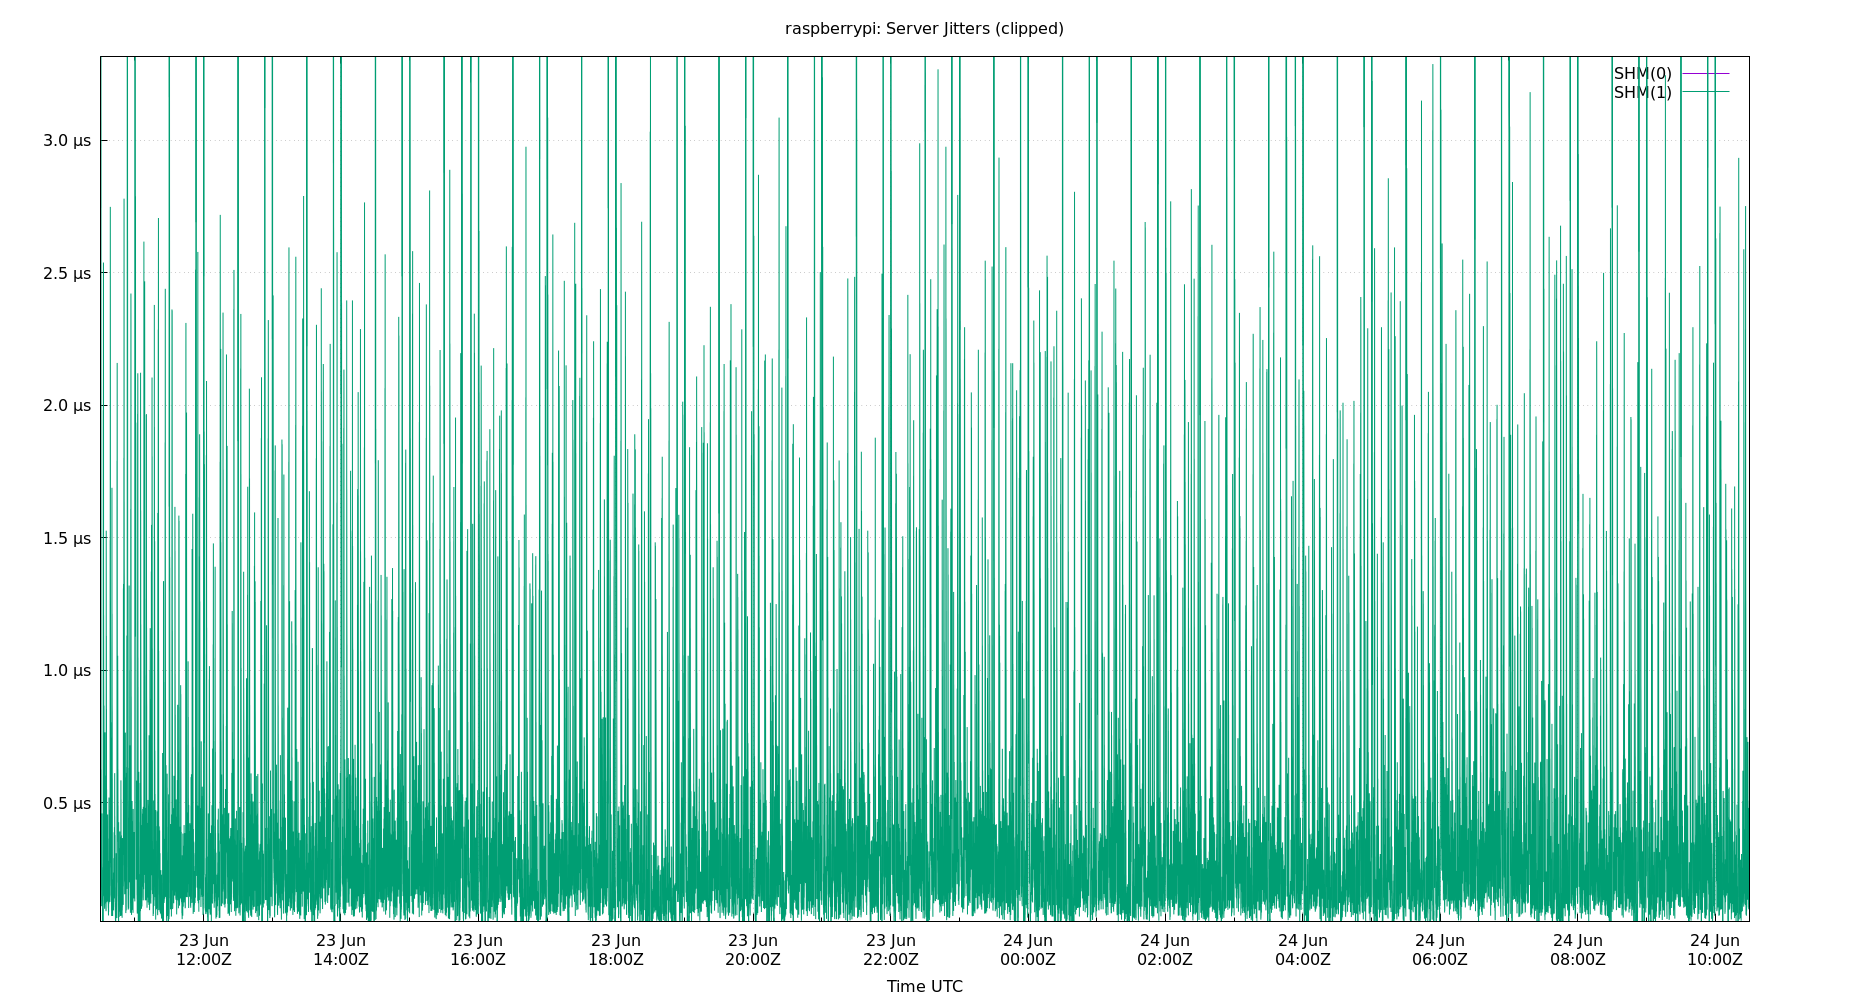 raspberrypi: Server Jitters (clipped)
SHM(0)
SHM(1)
3.0 µs
2.5 µs
2.0 µs
1.5 µs
1.0 µs
0.5 µs
23 Jun 23 Jun 23 Jun 23 Jun 23 Jun 23 Jun 24 Jun 24 Jun 24 Jun 24 Jun 24 Jun 24 Jun
12:00Z 14:00Z 16:00Z 18:00Z 20:00Z 22:00Z 00:00Z 02:00Z 04:00Z 06:00Z 08:00Z 10:00Z
Time UTC